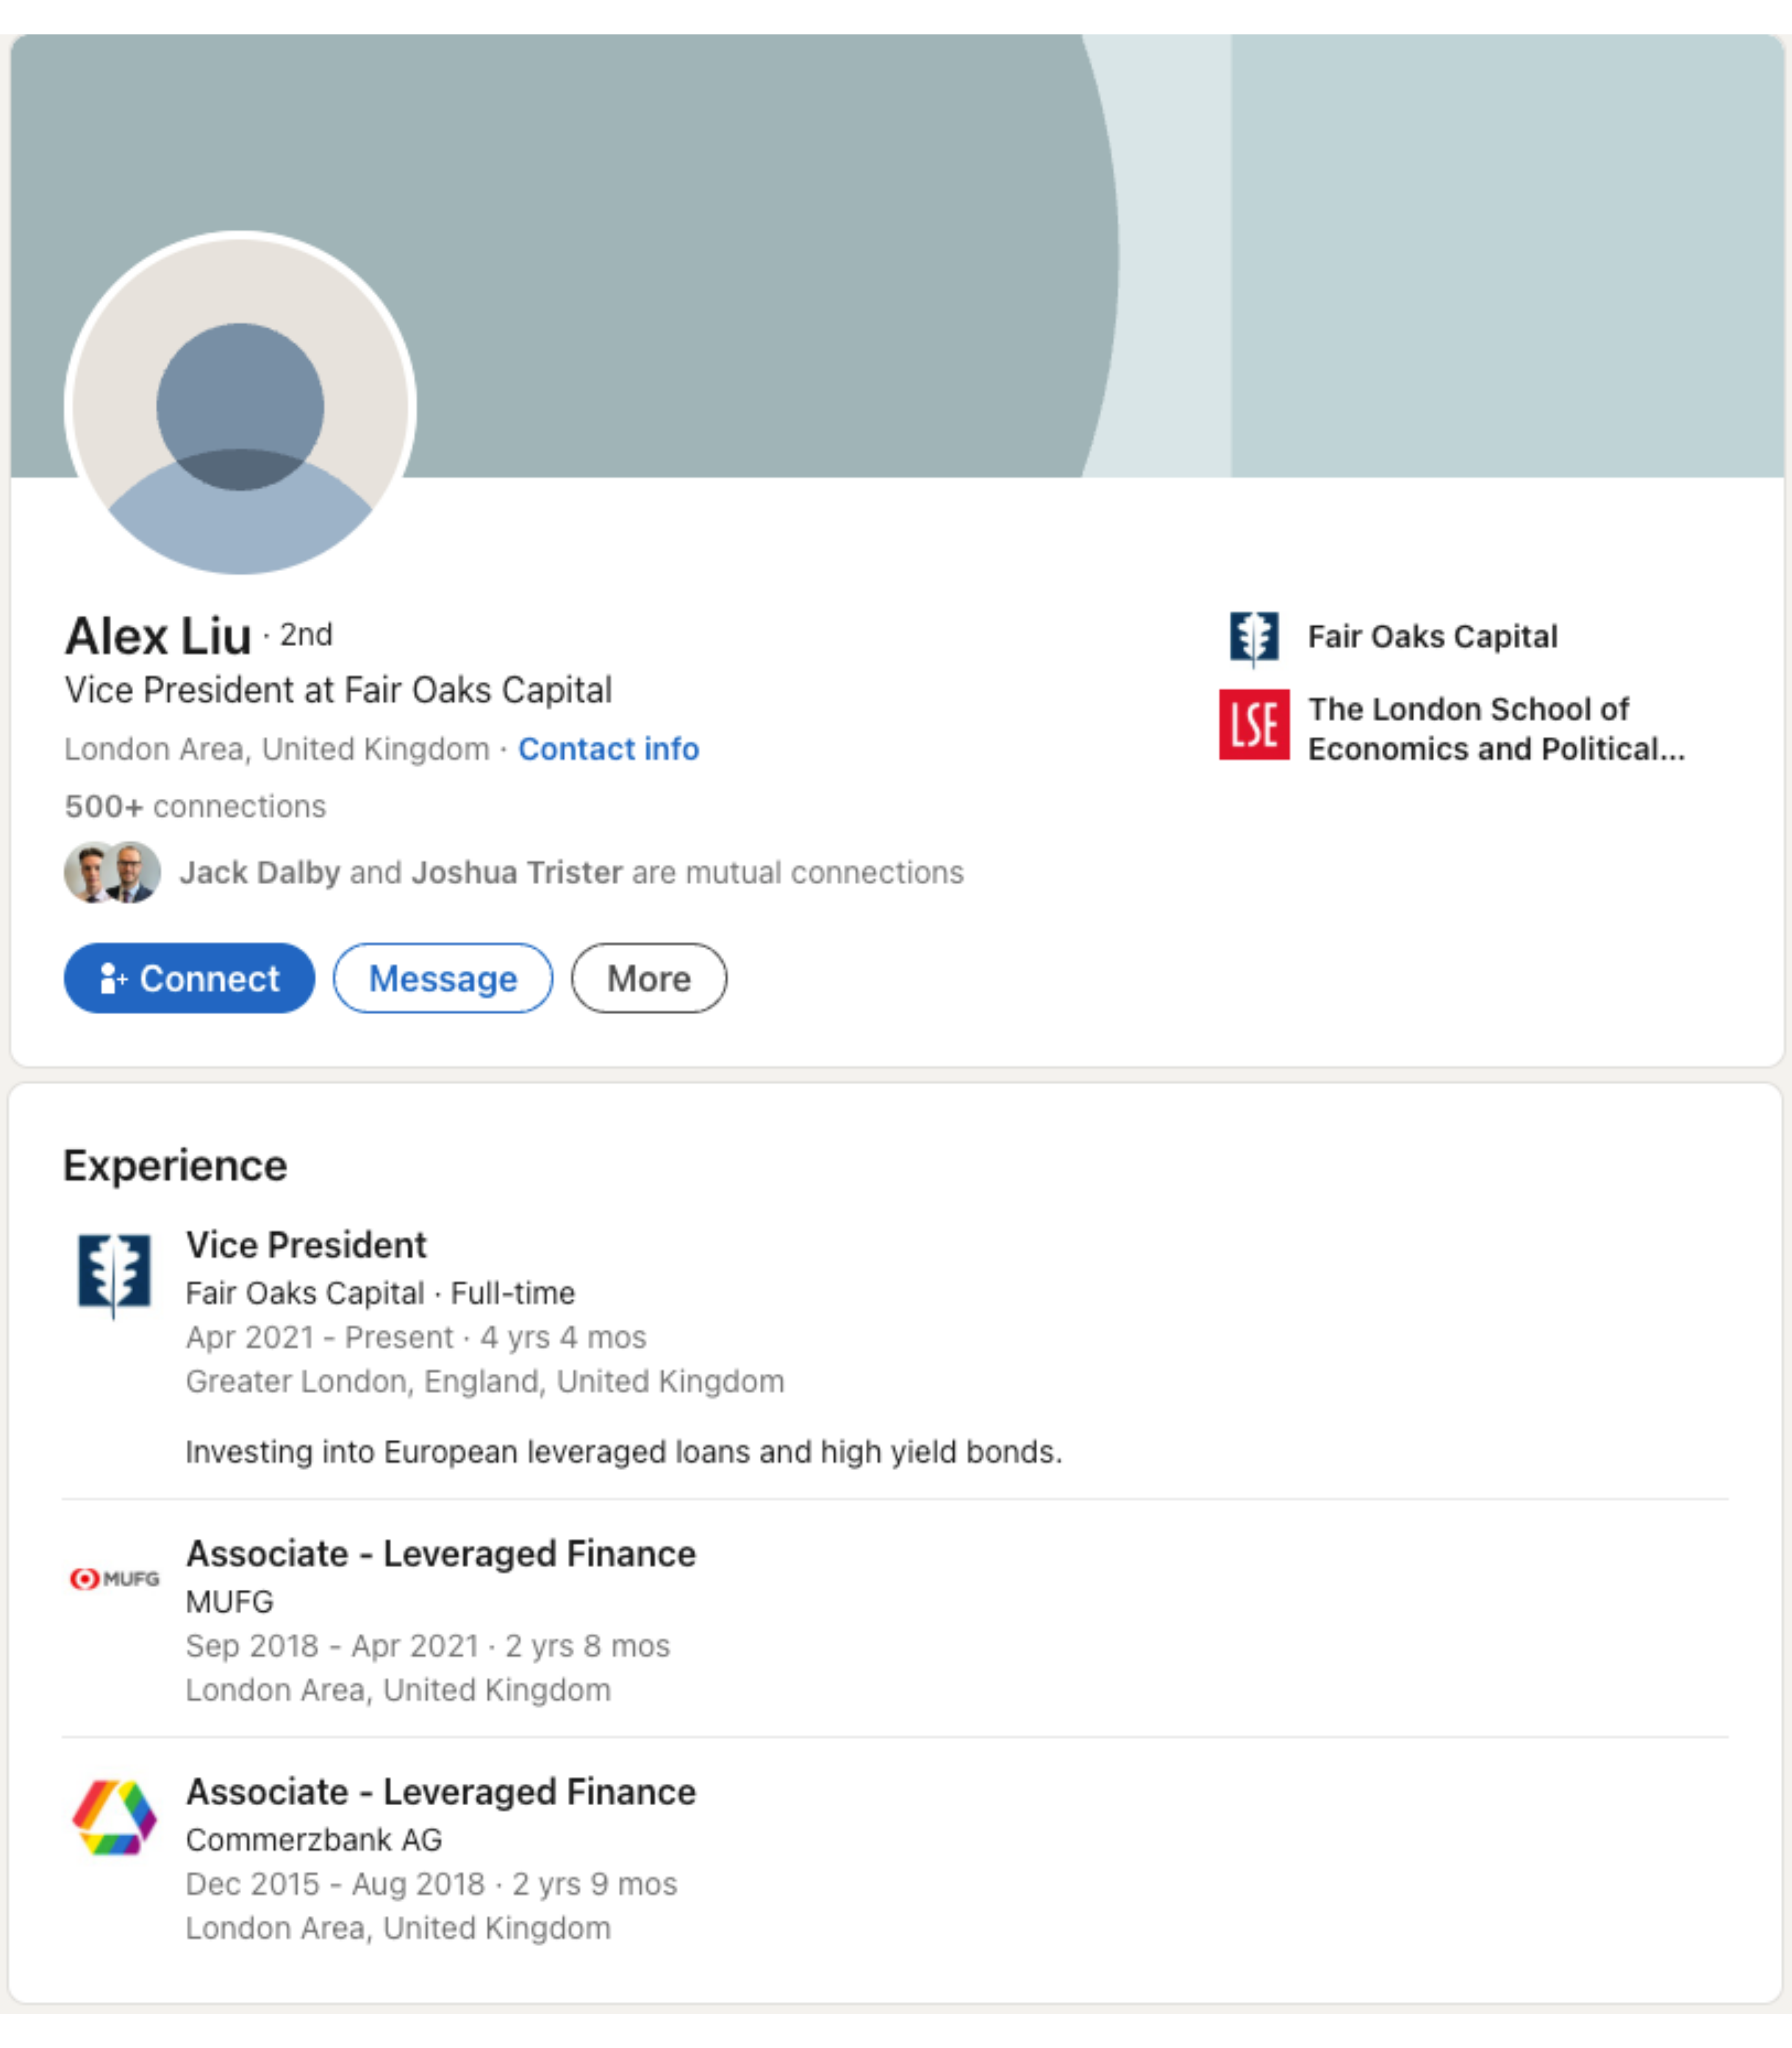 Alex Liu · 2nd
Vice President at Fair Oaks Capital
London Area, United Kingdom · Contact info
500+ connections
Jack Dalby and Joshua Trister are mutual connections
Connect
Message
More
Fair Oaks Capital
LSE
The London School of
Economics and Political...
Experience
Vice President
Fair Oaks Capital · Full-time
Apr 2021 - Present · 4 yrs 4 mos
Greater London, England, United Kingdom
Investing into European leveraged loans and high yield bonds.
MUFG
Associate - Leveraged Finance
MUFG
Sep 2018 - Apr 2021 · 2 yrs 8 mos
London Area, United Kingdom
Associate - Leveraged Finance
Commerzbank AG
Dec 2015 - Aug 2018 · 2 yrs 9 mos
London Area, United Kingdom